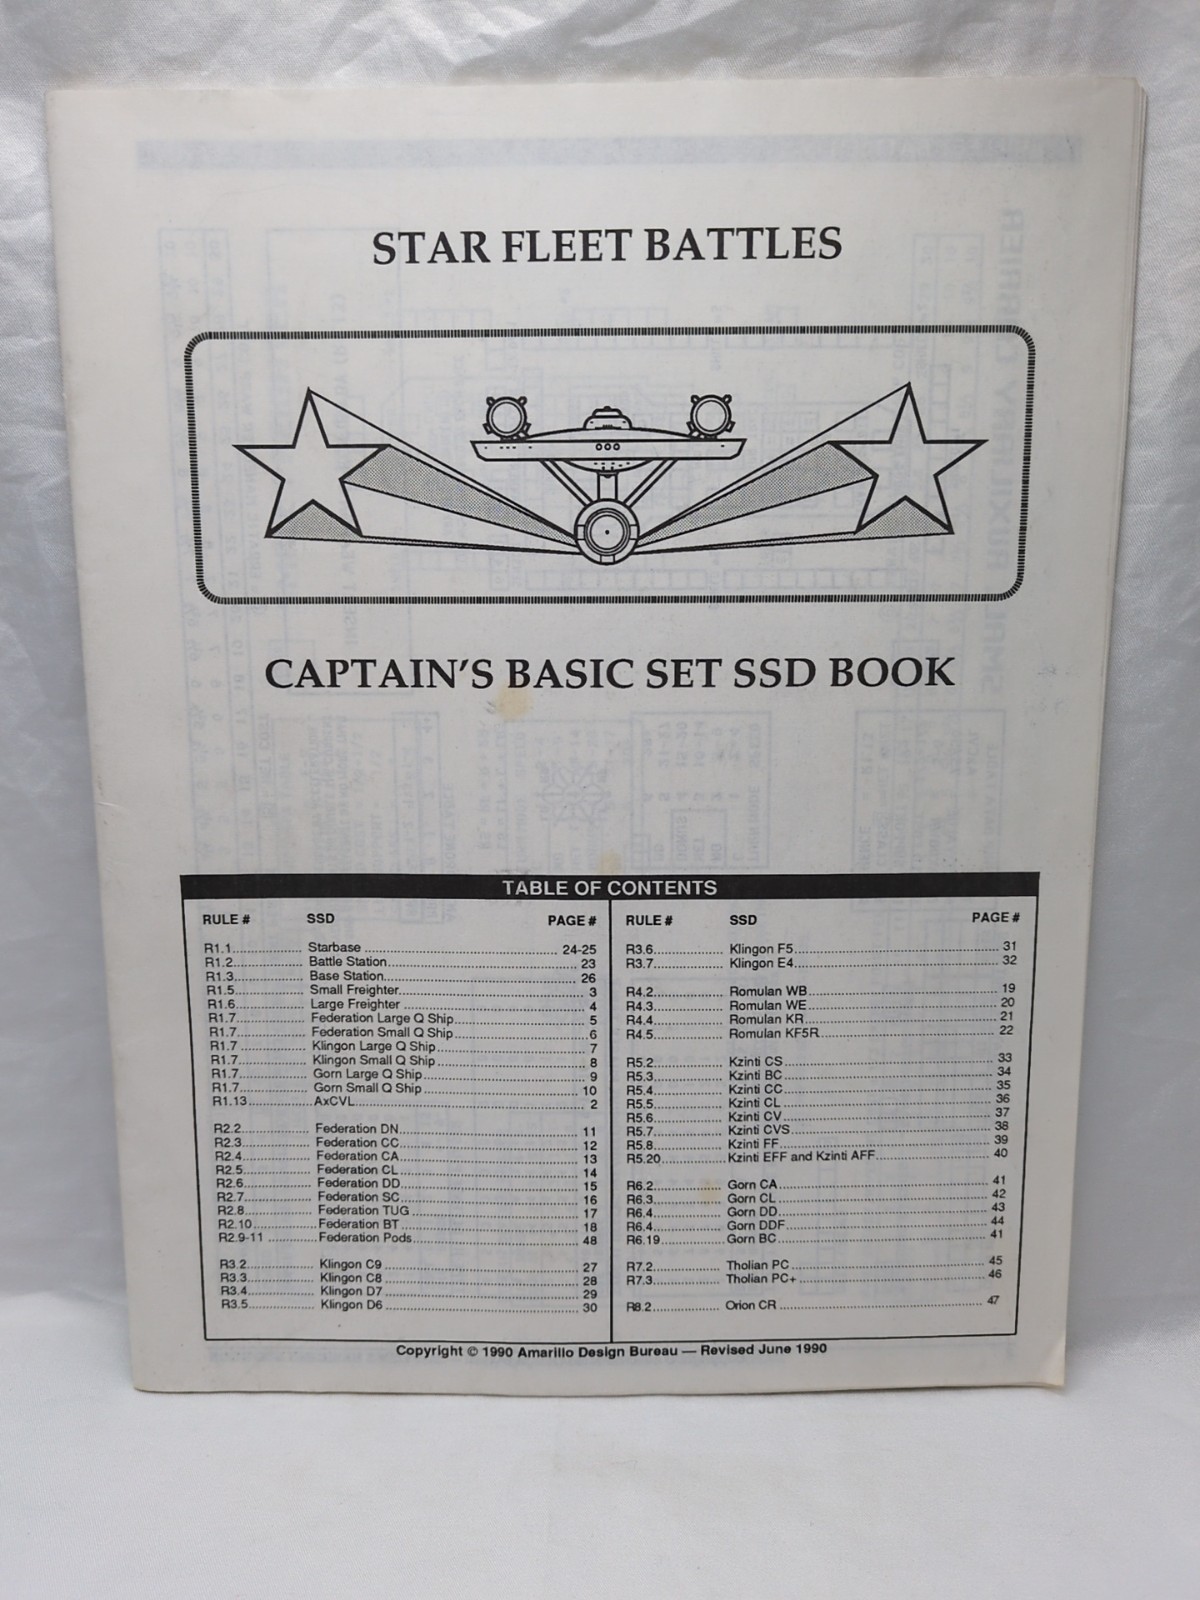 STAR FLEET BATTLES
CAPTAIN'S BASIC SET SSD BOOK
TABLE OF CONTENTS
RULE # SSD PAGE #
R1.1 Starbase 24-25
R1.2 Battle Station 23
R1.3 Base Station 26
R1.5 Small Freighter 3
R1.6 Large Freighter 4
R1.7 Federation Large Q Ship 5
R1.7 Federation Small Q Ship 6
R1.7 Klingon Large Q Ship 7
R1.7 Klingon Small Q Ship 8
R1.7 Gorn Large Q Ship 9
R1.7 Gorn Small Q Ship 10
R1.13 AxCVL 2
R2.2 Federation DN 11
R2.3 Federation CC 12
R2.4 Federation CA 13
R2.5 Federation CL 14
R2.6 Federation DD 15
R2.7 Federation SC 16
R2.8 Federation TUG 17
R2.10 Federation BT 18
R2.9-11 Federation Pods 48
R3.2 Klingon C9 27
R3.3 Klingon C8 28
R3.4 Klingon D7 29
R3.5 Klingon D6 30
RULE # SSD PAGE #
R3.6 Klingon F5 31
R3.7 Klingon E4 32
R4.2 Romulan WB 19
R4.3 Romulan WE 20
R4.4 Romulan KR 21
R4.5 Romulan KF5R 22
R5.2 Kzinti CS 33
R5.3 Kzinti BC 34
R5.4 Kzinti CC 35
R5.5 Kzinti CL 36
R5.6 Kzinti CV 37
R5.7 Kzinti CVS 38
R5.8 Kzinti FF 39
R5.20 Kzinti EFF and Kzinti AFF 40
R6.2 Gorn CA 41
R6.3 Gorn CL 42
R6.4 Gorn DD 43
R6.4 Gorn DDF 44
R6.19 Gorn BC 41
R7.2 Tholian PC 45
R7.3 Tholian PC+ 46
R8.2 Orion CR 47
Copyright © 1990 Amarillo Design Bureau — Revised June 1990